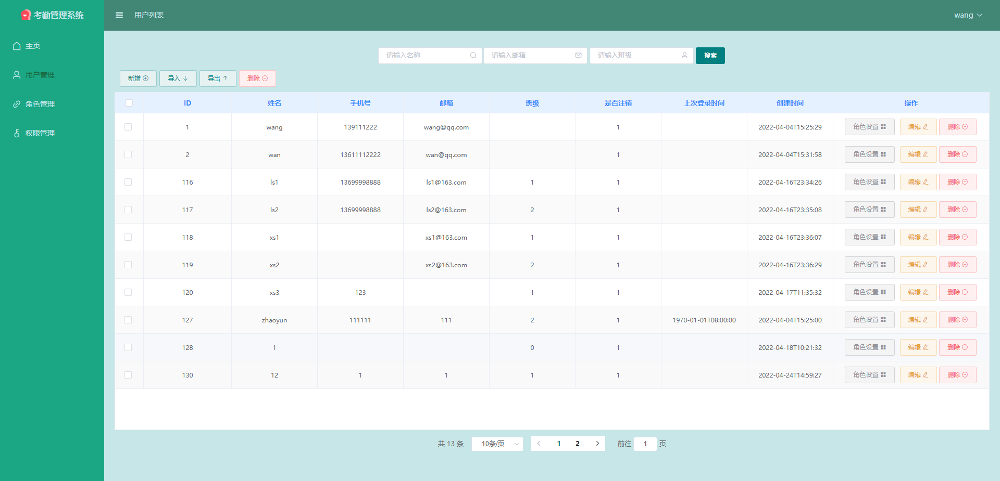 考勤管理系统
用户列表
wang
主页
用户管理
角色管理
权限管理
请输入名称 请输入邮箱 请输入班级 搜索
新增 导入 导出 删除
ID 姓名 手机号 邮箱 班级 是否注销 上次登录时间 创建时间 操作
1 wang 139111222 wang@qq.com 1 2022-04-04T15:25:29 角色设置 编辑 删除
2 wan 13611112222 wan@qq.com 1 2022-04-04T15:31:58 角色设置 编辑 删除
116 ls1 13699998888 ls1@163.com 1 1 2022-04-16T23:34:26 角色设置 编辑 删除
117 ls2 13699998888 ls2@163.com 2 1 2022-04-16T23:35:08 角色设置 编辑 删除
118 xs1 xs1@163.com 1 1 2022-04-16T23:36:07 角色设置 编辑 删除
119 xs2 xs2@163.com 2 1 2022-04-16T23:36:29 角色设置 编辑 删除
120 xs3 123 1 1 2022-04-17T11:35:32 角色设置 编辑 删除
127 zhaoyun 111111 111 2 1 1970-01-01T08:00:00 2022-04-04T15:25:00 角色设置 编辑 删除
128 1 0 1 2022-04-18T10:21:32 角色设置 编辑 删除
130 12 1 1 1 1 2022-04-24T14:59:27 角色设置 编辑 删除
共 13 条 10条/页 1 2 前往 1 页